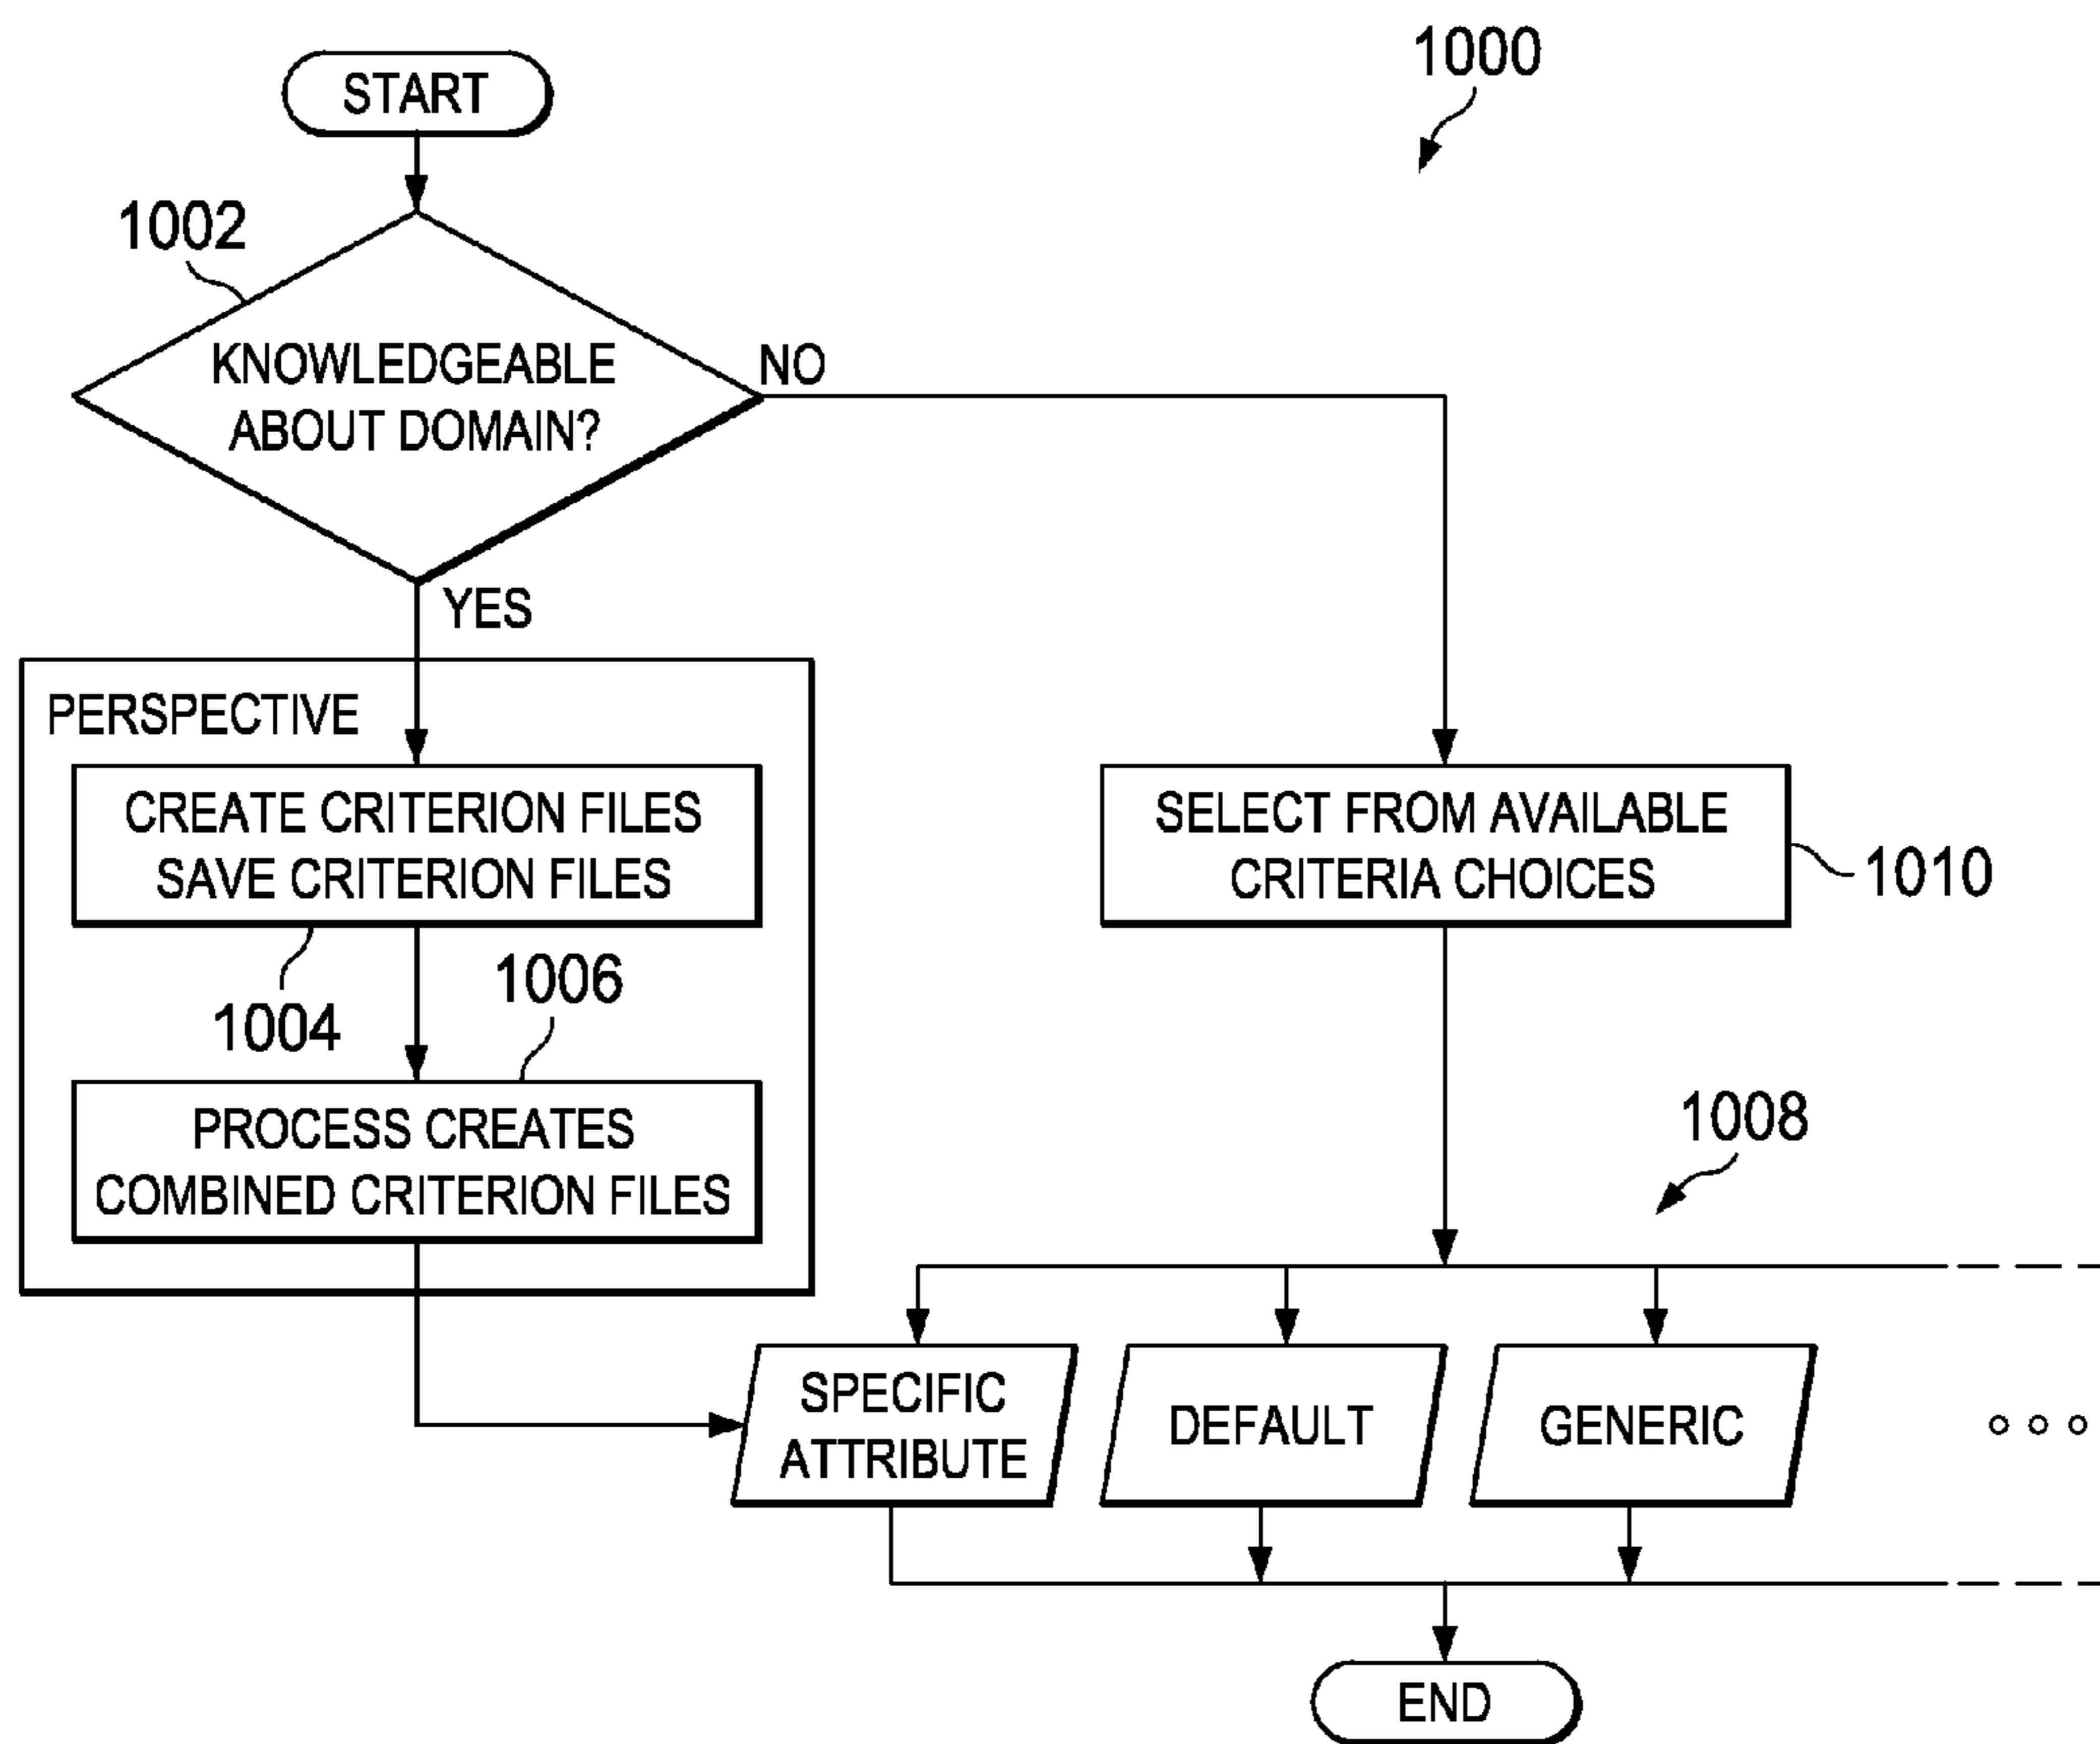 1000
START
1002
KNOWLEDGEABLE
ABOUT DOMAIN?
NO
YES
PERSPECTIVE
CREATE CRITERION FILES
SAVE CRITERION FILES
1004
1006
PROCESS CREATES
COMBINED CRITERION FILES
SELECT FROM AVAILABLE
CRITERIA CHOICES
1010
1008
SPECIFIC
ATTRIBUTE
DEFAULT
GENERIC
END